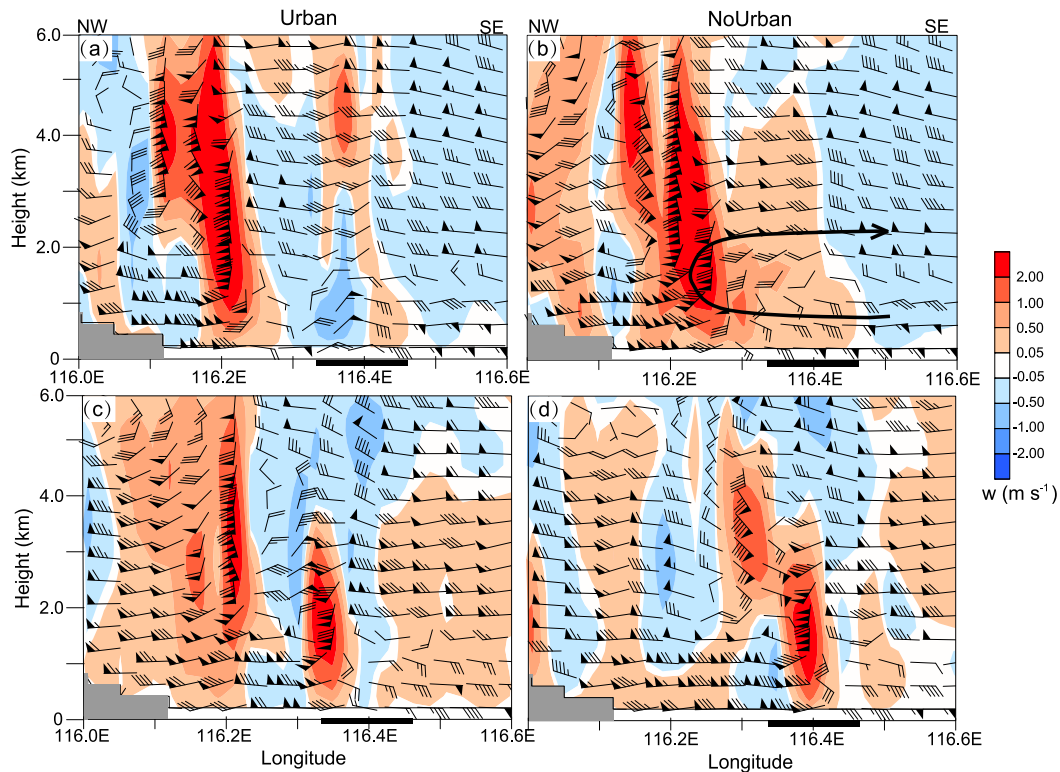 Urban
NoUrban
NW
SE
NW
SE
6.0
(a)
(b)
4.0
2.0
0
Height (km)
116.0E
116.2E
116.4E
116.6E
116.0E
116.2E
116.4E
116.6E
2.00
1.00
0.50
0.05
-0.05
-0.50
-1.00
-2.00
w (m s⁻¹)
6.0
(c)
(d)
4.0
2.0
0
Height (km)
116.0E
116.2E
116.4E
116.6E
116.2E
116.4E
116.6E
Longitude
Longitude